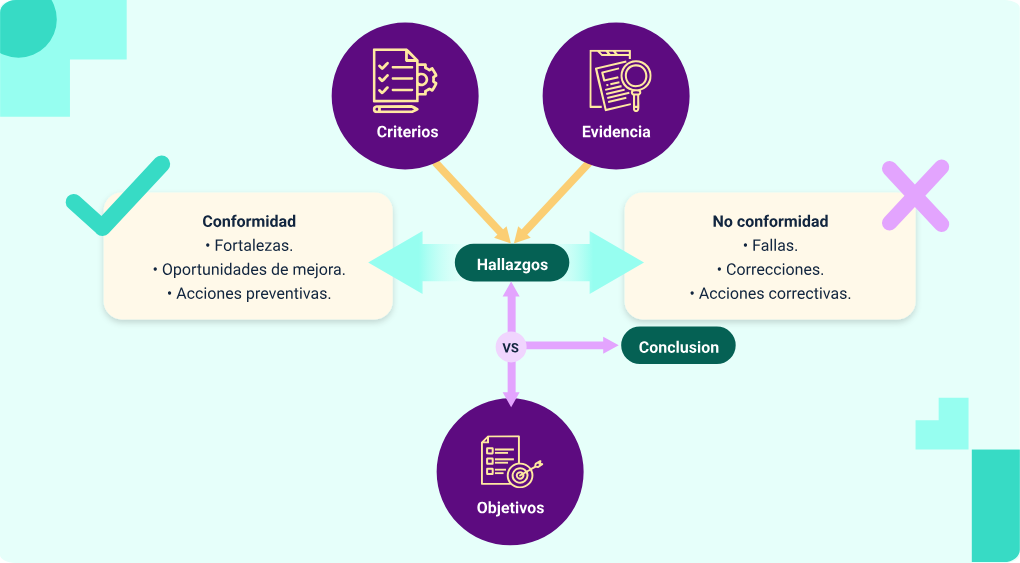 Criterios
Evidencia
Conformidad
• Fortalezas.
• Oportunidades de mejora.
• Acciones preventivas.
Hallazgos
No conformidad
• Fallas.
• Correcciones.
• Acciones correctivas.
VS
Conclusion
Objetivos